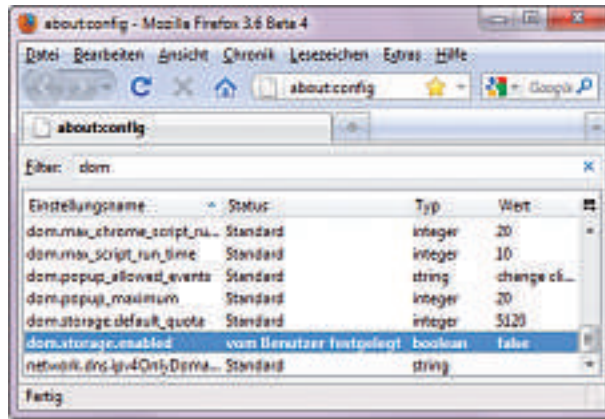 about:config - Mozilla Firefox 3.6 Beta 4
Datei Bearbeiten Ansicht Chronik Lesezeichen Extras Hilfe
about:config Google
about:config
Filter: dom
Einstellungsname Status Typ Wert
dom.max_chrome_script_ru... Standard integer 20
dom.max_script_run_time Standard integer 10
dom.popup_allowed_events Standard string change cli...
dom.popup_maximum Standard integer 20
dom.storage.default_quota Standard integer 5120
dom.storage.enabled vom Benutzer festgelegt boolean false
network.dns.ipv4OnlyDoma... Standard string
Fertig